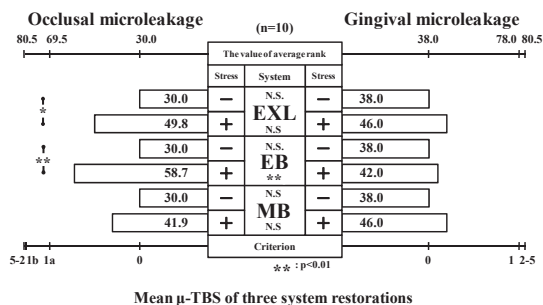 Occlusal microleakage (n=10) Gingival microleakage
80.5 69.5 30.0 38.0 78.0 80.5
The value of average rank
Stress System Stress
30.0 − N.S. − 38.0
* EXL
49.8 + N.S + 46.0
30.0 − N.S. − 38.0
** EB
58.7 + ** + 42.0
30.0 − N.S − 38.0
MB
41.9 + N.S + 46.0
Criterion
5-21b 1a 0 0 1 2-5
** : p<0.01
Mean μ-TBS of three system restorations